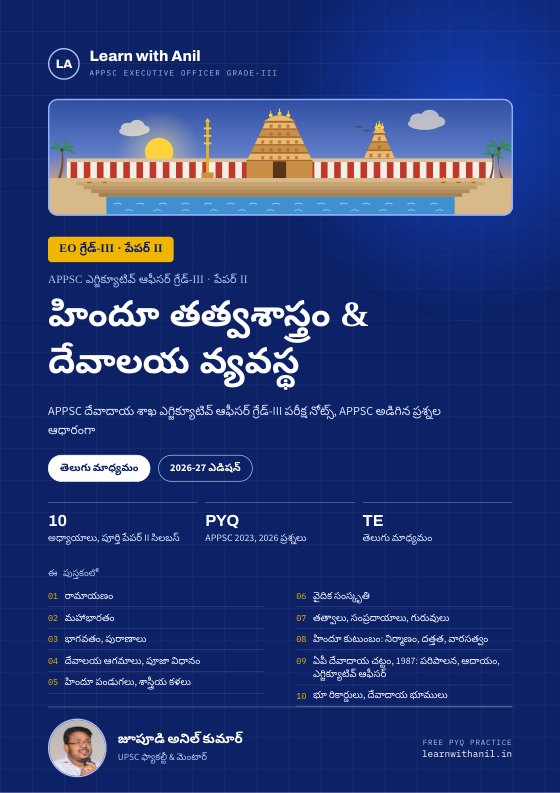 LA
Learn with Anil
APPSC EXECUTIVE OFFICER GRADE-III
EO గ్రేడ్-III · పేపర్ II
APPSC ఎగ్జిక్యూటివ్ ఆఫీసర్ గ్రేడ్-III · పేపర్ II
హిందూ తత్వశాస్త్రం &
దేవాలయ వ్యవస్థ
APPSC దేవాదాయ శాఖ ఎగ్జిక్యూటివ్ ఆఫీసర్ గ్రేడ్-III పరీక్ష నోట్స్, APPSC అడిగిన ప్రశ్నల
ఆధారంగా
తెలుగు మాధ్యమం
2026-27 ఎడిషన్
10
అధ్యాయాలు, పూర్తి పేపర్ II సిలబస్
PYQ
APPSC 2023, 2026 ప్రశ్నలు
TE
తెలుగు మాధ్యమం
ఈ పుస్తకంలో
01 రామాయణం
02 మహాభారతం
03 భాగవతం, పురాణాలు
04 దేవాలయ ఆగమాలు, పూజా విధానం
05 హిందూ పండుగలు, శాస్త్రీయ కళలు
06 వైదిక సంస్కృతి
07 తత్వాలు, సంప్రదాయాలు, గురువులు
08 హిందూ కుటుంబం: నిర్మాణం, దత్తత, వారసత్వం
09 ఏపీ దేవాదాయ చట్టం, 1987: పరిపాలన, ఆదాయం,
ఎగ్జిక్యూటివ్ ఆఫీసర్
10 భూ రికార్డులు, దేవాదాయ భూములు
జూపూడి అనిల్ కుమార్
UPSC ఫ్యాకల్టీ & మెంటార్
FREE PYQ PRACTICE
learnwithanil.in